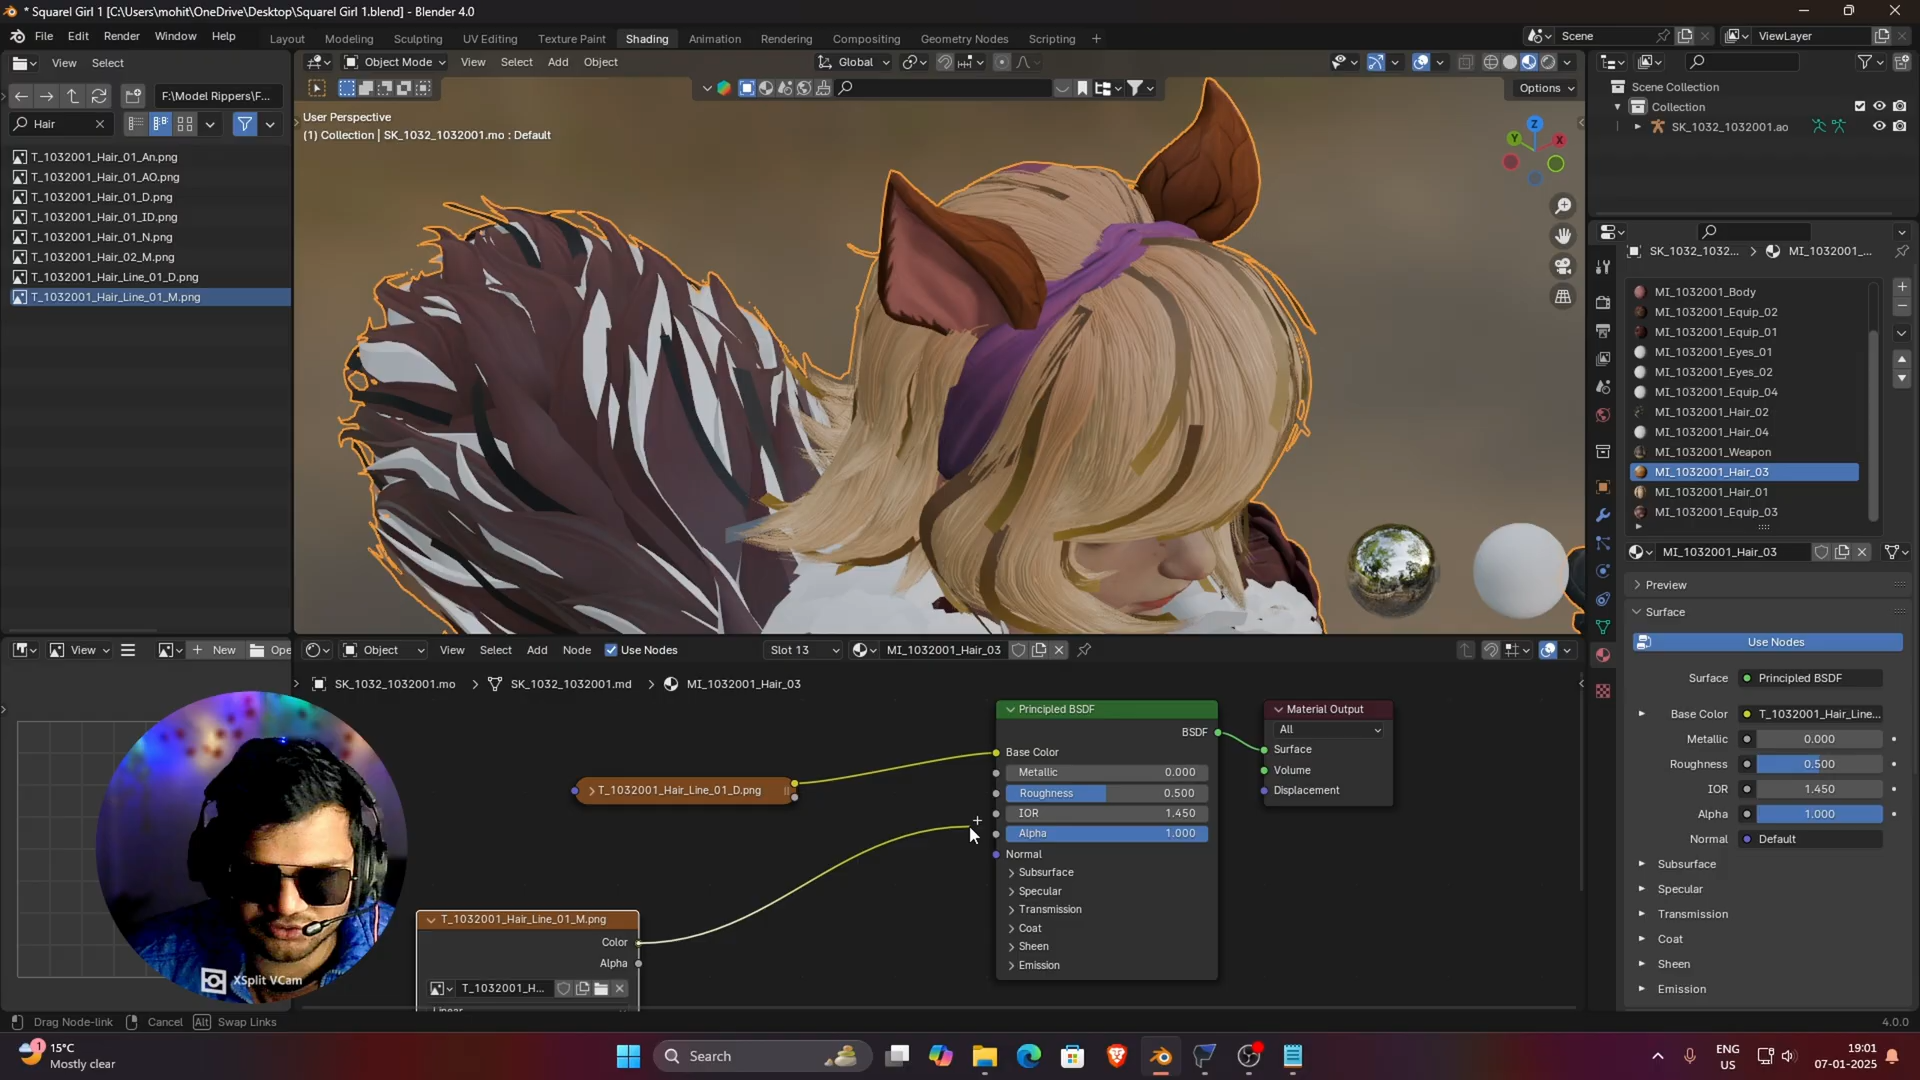 * Squarel Girl 1 [C:\Users\mohit\OneDrive\Desktop\Squarel Girl 1.blend] - Blender 4.0
File Edit Render Window Help
Layout Modeling Sculpting UV Editing Texture Paint Shading Animation Rendering Compositing Geometry Nodes Scripting
Scene
ViewLayer
View Select
F:\Model Rippers\F...
Hair
T_1032001_Hair_01_An.png
T_1032001_Hair_01_AO.png
T_1032001_Hair_01_D.png
T_1032001_Hair_01_ID.png
T_1032001_Hair_01_N.png
T_1032001_Hair_02_M.png
T_1032001_Hair_Line_01_D.png
T_1032001_Hair_Line_01_M.png
Object Mode View Select Add Object
Global
Options
User Perspective
(1) Collection | SK_1032_1032001.mo : Default
Z
Y
X
Scene Collection
Collection
SK_1032_1032001.ao
SK_1032_1032... > MI_1032001_...
MI_1032001_Body
MI_1032001_Equip_02
MI_1032001_Equip_01
MI_1032001_Eyes_01
MI_1032001_Eyes_02
MI_1032001_Equip_04
MI_1032001_Hair_02
MI_1032001_Hair_04
MI_1032001_Weapon
MI_1032001_Hair_03
MI_1032001_Hair_01
MI_1032001_Equip_03
MI_1032001_Hair_03
Preview
Surface
Use Nodes
Surface Principled BSDF
Base Color T_1032001_Hair_Line...
Metallic 0.000
Roughness 0.500
IOR 1.450
Alpha 1.000
Normal Default
Subsurface
Specular
Transmission
Coat
Sheen
Emission
View
New
Ope
XSplit VCam
Object View Select Add Node Use Nodes
Slot 13
MI_1032001_Hair_03
SK_1032_1032001.mo > SK_1032_1032001.md > MI_1032001_Hair_03
T_1032001_Hair_Line_01_D.png
T_1032001_Hair_Line_01_M.png
Color
Alpha
T_1032001_H...
Linear
Principled BSDF
BSDF
Base Color
Metallic 0.000
Roughness 0.500
IOR 1.450
Alpha 1.000
Normal
Subsurface
Specular
Transmission
Coat
Sheen
Emission
Material Output
All
Surface
Volume
Displacement
Drag Node-link Cancel Alt Swap Links
4.0.0
1
15°C
Mostly clear
Search
ENG
US
19:01
07-01-2025